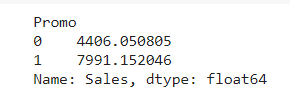 Promo
0    4406.050805
1    7991.152046
Name: Sales, dtype: float64